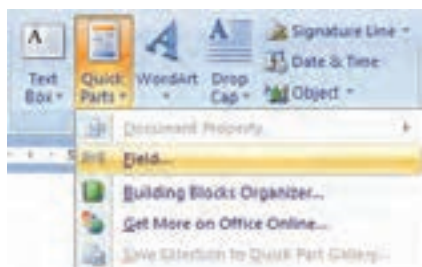 Text Box
Quick Parts
WordArt
Drop Cap
Signature Line
Date & Time
Object
Document Property
Field...
Building Blocks Organizer...
Get More on Office Online...
Save Selection to Quick Part Gallery...